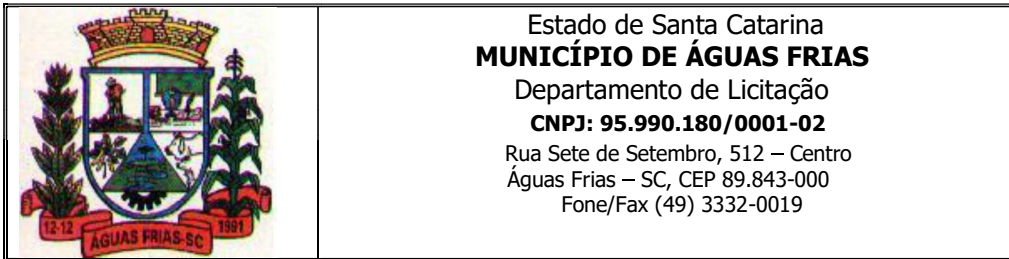 Estado de Santa Catarina
MUNICÍPIO DE ÁGUAS FRIAS
Departamento de Licitação
CNPJ: 95.990.180/0001-02
Rua Sete de Setembro, 512 – Centro
Águas Frias – SC, CEP 89.843-000
Fone/Fax (49) 3332-0019
12-12
ÁGUAS FRIAS-SC
1991